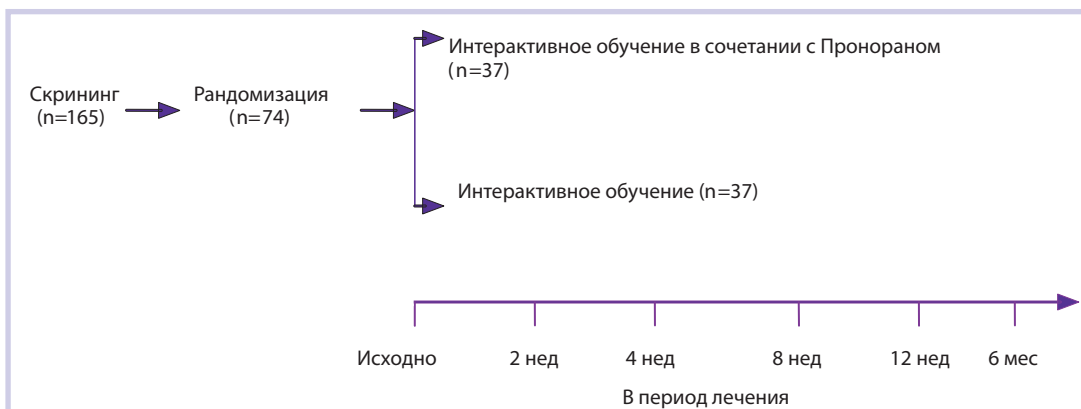 Интерактивное обучение в сочетании с Пронораном
(n=37)
Скрининг
(n=165)
Рандомизация
(n=74)
Интерактивное обучение (n=37)
Исходно 2 нед 4 нед 8 нед 12 нед 6 мес
В период лечения